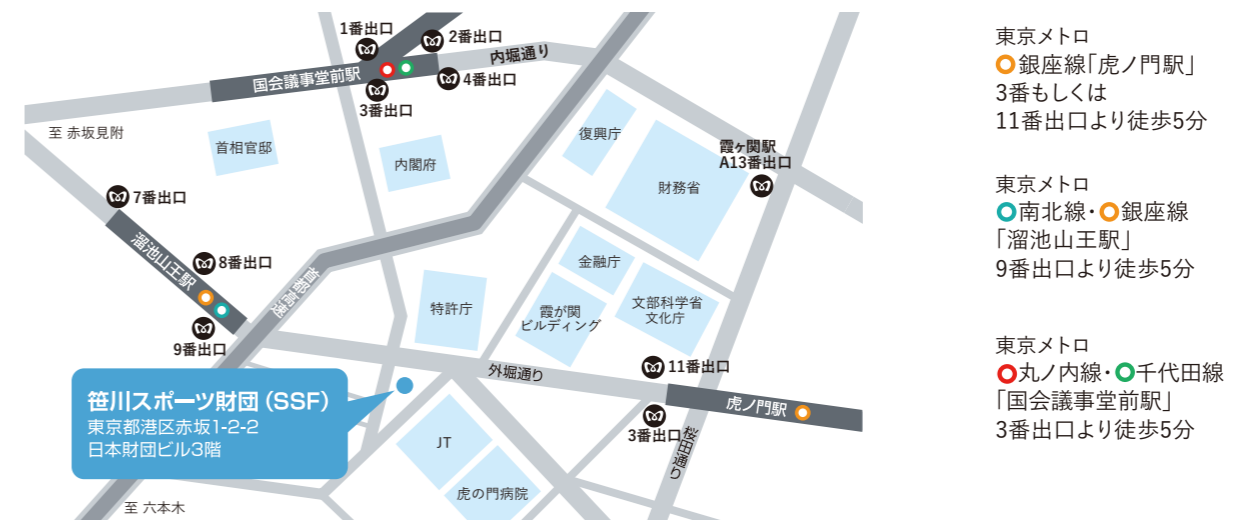 1番出口
2番出口
内堀通り
国会議事堂前駅
4番出口
3番出口
至 赤坂見附
首相官邸
内閣府
復興庁
霞ヶ関駅
A13番出口
財務省
7番出口
溜池山王駅
8番出口
首都高速
金融庁
特許庁
霞が関
ビルディング
文部科学省
文化庁
9番出口
外堀通り
11番出口
虎ノ門駅
3番出口
桜田通り
笹川スポーツ財団（SSF）
東京都港区赤坂1-2-2
日本財団ビル3階
JT
虎の門病院
至 六本木
東京メトロ
銀座線「虎ノ門駅」
3番もしくは
11番出口より徒歩5分
東京メトロ
南北線・銀座線
「溜池山王駅」
9番出口より徒歩5分
東京メトロ
丸ノ内線・千代田線
「国会議事堂前駅」
3番出口より徒歩5分